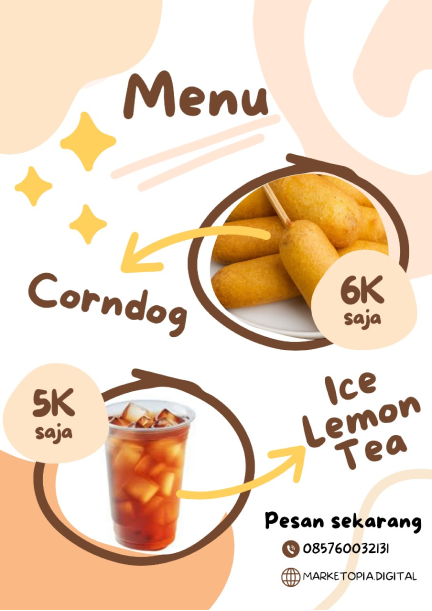 Menu
Corndog
6K
saja
5K
saja
Ice
Lemon
Tea
Pesan sekarang
085760032131
MARKETOPIA.DIGITAL